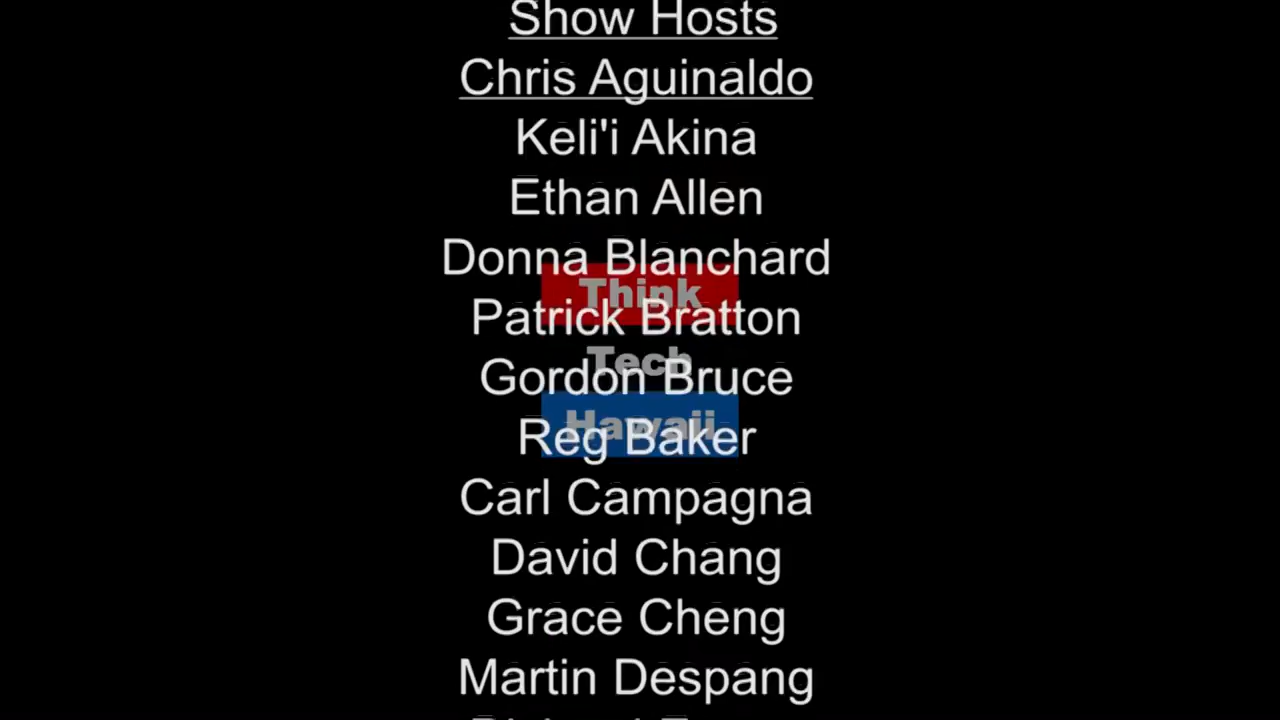 Show Hosts
Chris Aguinaldo
Keli'i Akina
Ethan Allen
Donna Blanchard
Think
Patrick Bratton
Tech
Gordon Bruce
Hawaii
Reg Baker
Carl Campagna
David Chang
Grace Cheng
Martin Despang